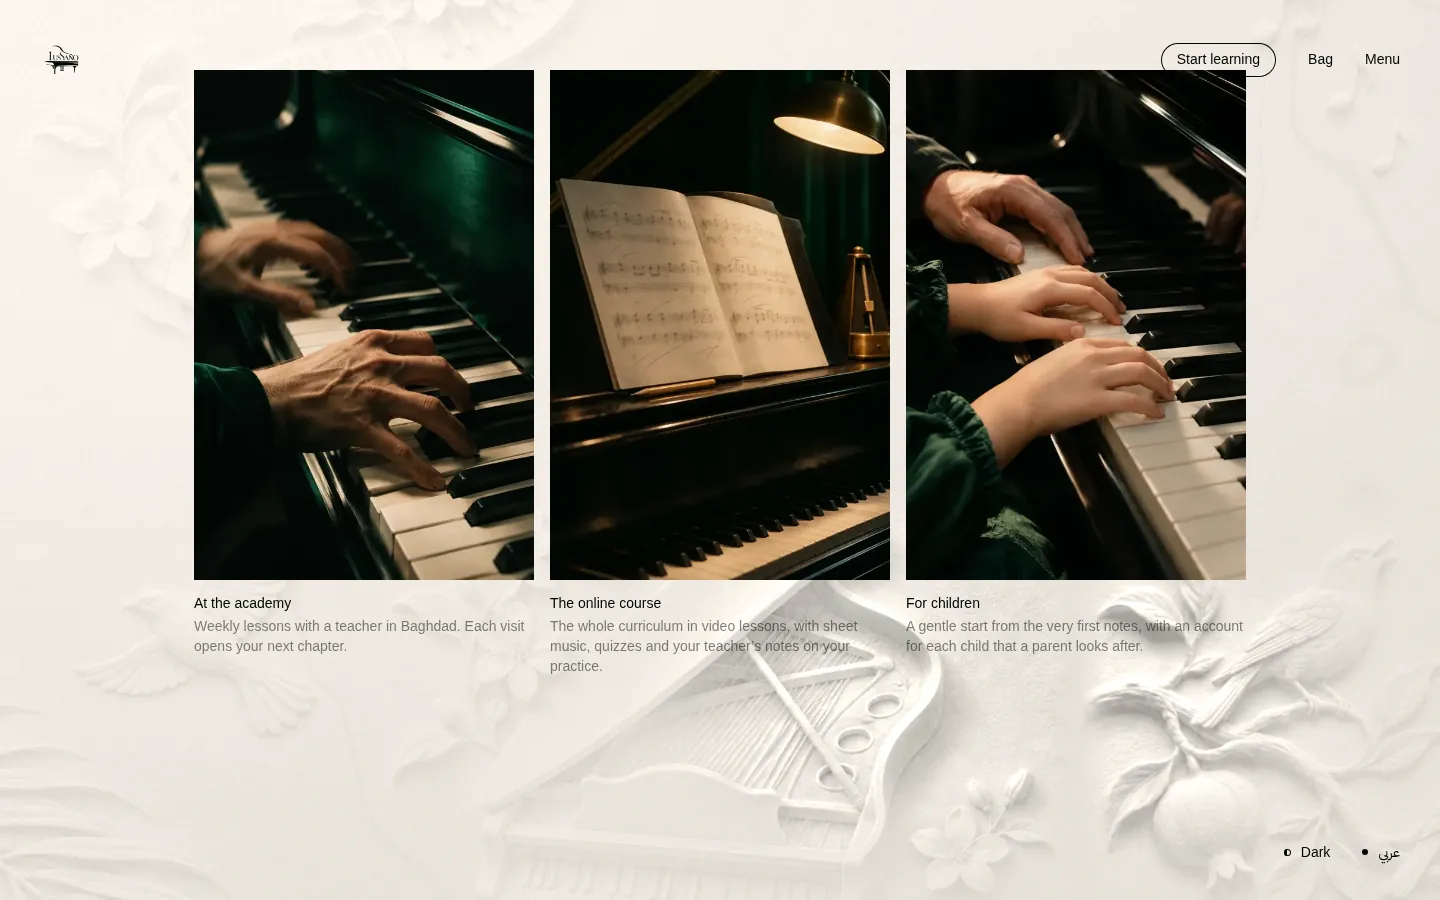 LUSSANO
Start learning
Bag
Menu
At the academy
Weekly lessons with a teacher in Baghdad. Each visit
opens your next chapter.
The online course
The whole curriculum in video lessons, with sheet
music, quizzes and your teacher's notes on your
practice.
For children
A gentle start from the very first notes, with an account
for each child that a parent looks after.
Dark
عربي